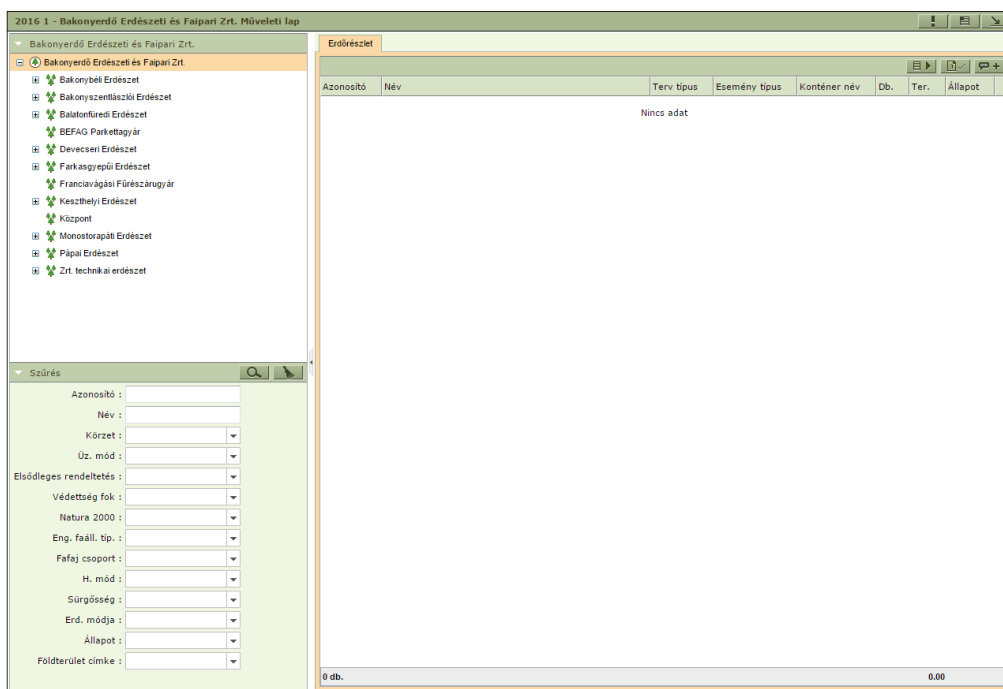 2016 1 - Bakonyerdő Erdészeti és Faipari Zrt. Műveleti lap
Bakonyerdő Erdészeti és Faipari Zrt.
Bakonyerdő Erdészeti és Faipari Zrt.
Bakonybéli Erdészet
Bakonyszentlászlói Erdészet
Balatonfüredi Erdészet
BEFAG Parkettagyár
Devecseri Erdészet
Farkasgyepűi Erdészet
Franciavágási Fűrészárugyár
Keszthelyi Erdészet
Központ
Monostorapáti Erdészet
Pápai Erdészet
Zrt. technikai erdészet
Szűrés
Azonosító :
Név :
Körzet :
Üz. mód :
Elsődleges rendeltetés :
Védettség fok :
Natura 2000 :
Eng. faáll. típ. :
Fafaj csoport :
H. mód :
Sürgősség :
Erd. módja :
Állapot :
Földterület címke :
Erdőrészlet
Azonosító Név Terv típus Esemény típus Konténer név Db. Ter. Állapot
Nincs adat
0 db. 0.00